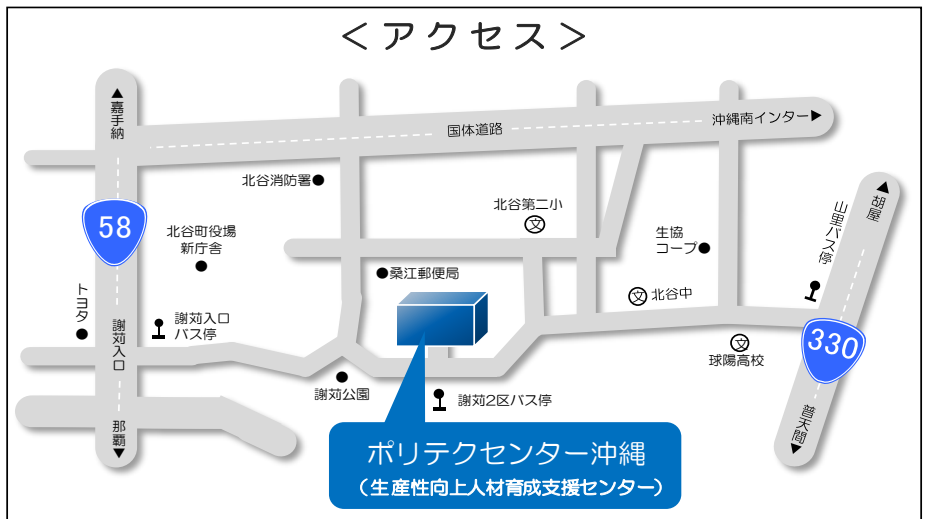 ＜アクセス＞
▲嘉手納
国体道路
沖縄南インター▶
北谷消防署●
北谷第二小
文
58
北谷町役場
新庁舎
●
生協
コープ●
▲胡屋
山里バス停
●桑江郵便局
文 北谷中
トヨタ●
謝苅入口
バス停
謝苅入口
330
文
球陽高校
●
謝苅公園
謝苅2区バス停
普天間▼
那覇▼
ポリテクセンター沖縄
（生産性向上人材育成支援センター）